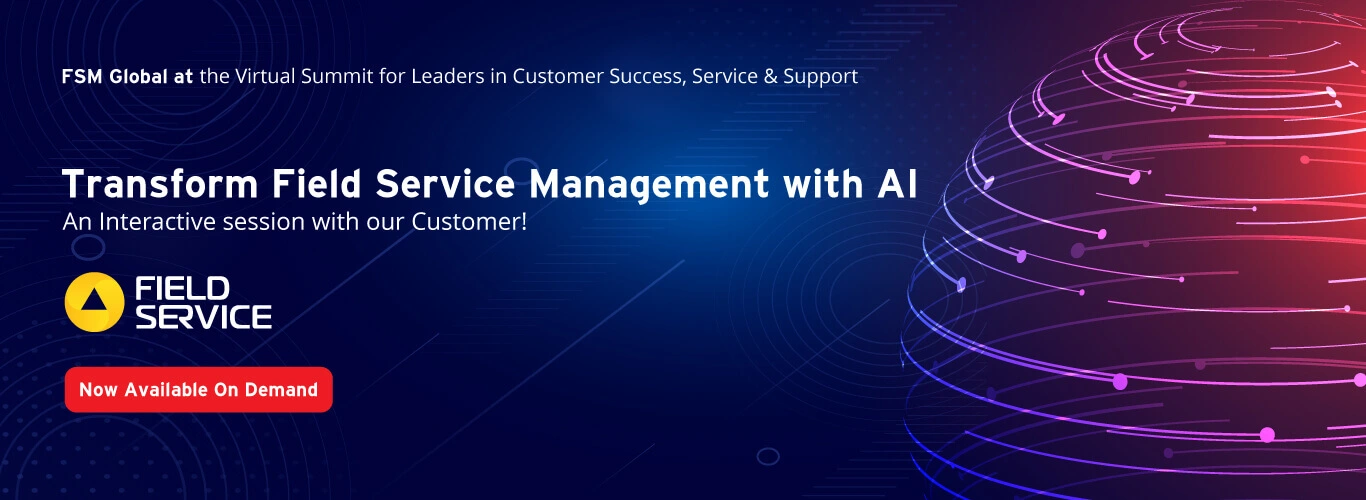 FSM Global at the Virtual Summit for Leaders in Customer Success, Service & Support
Transform Field Service Management with AI
An Interactive session with our Customer!
FIELD
SERVICE
Now Available On Demand